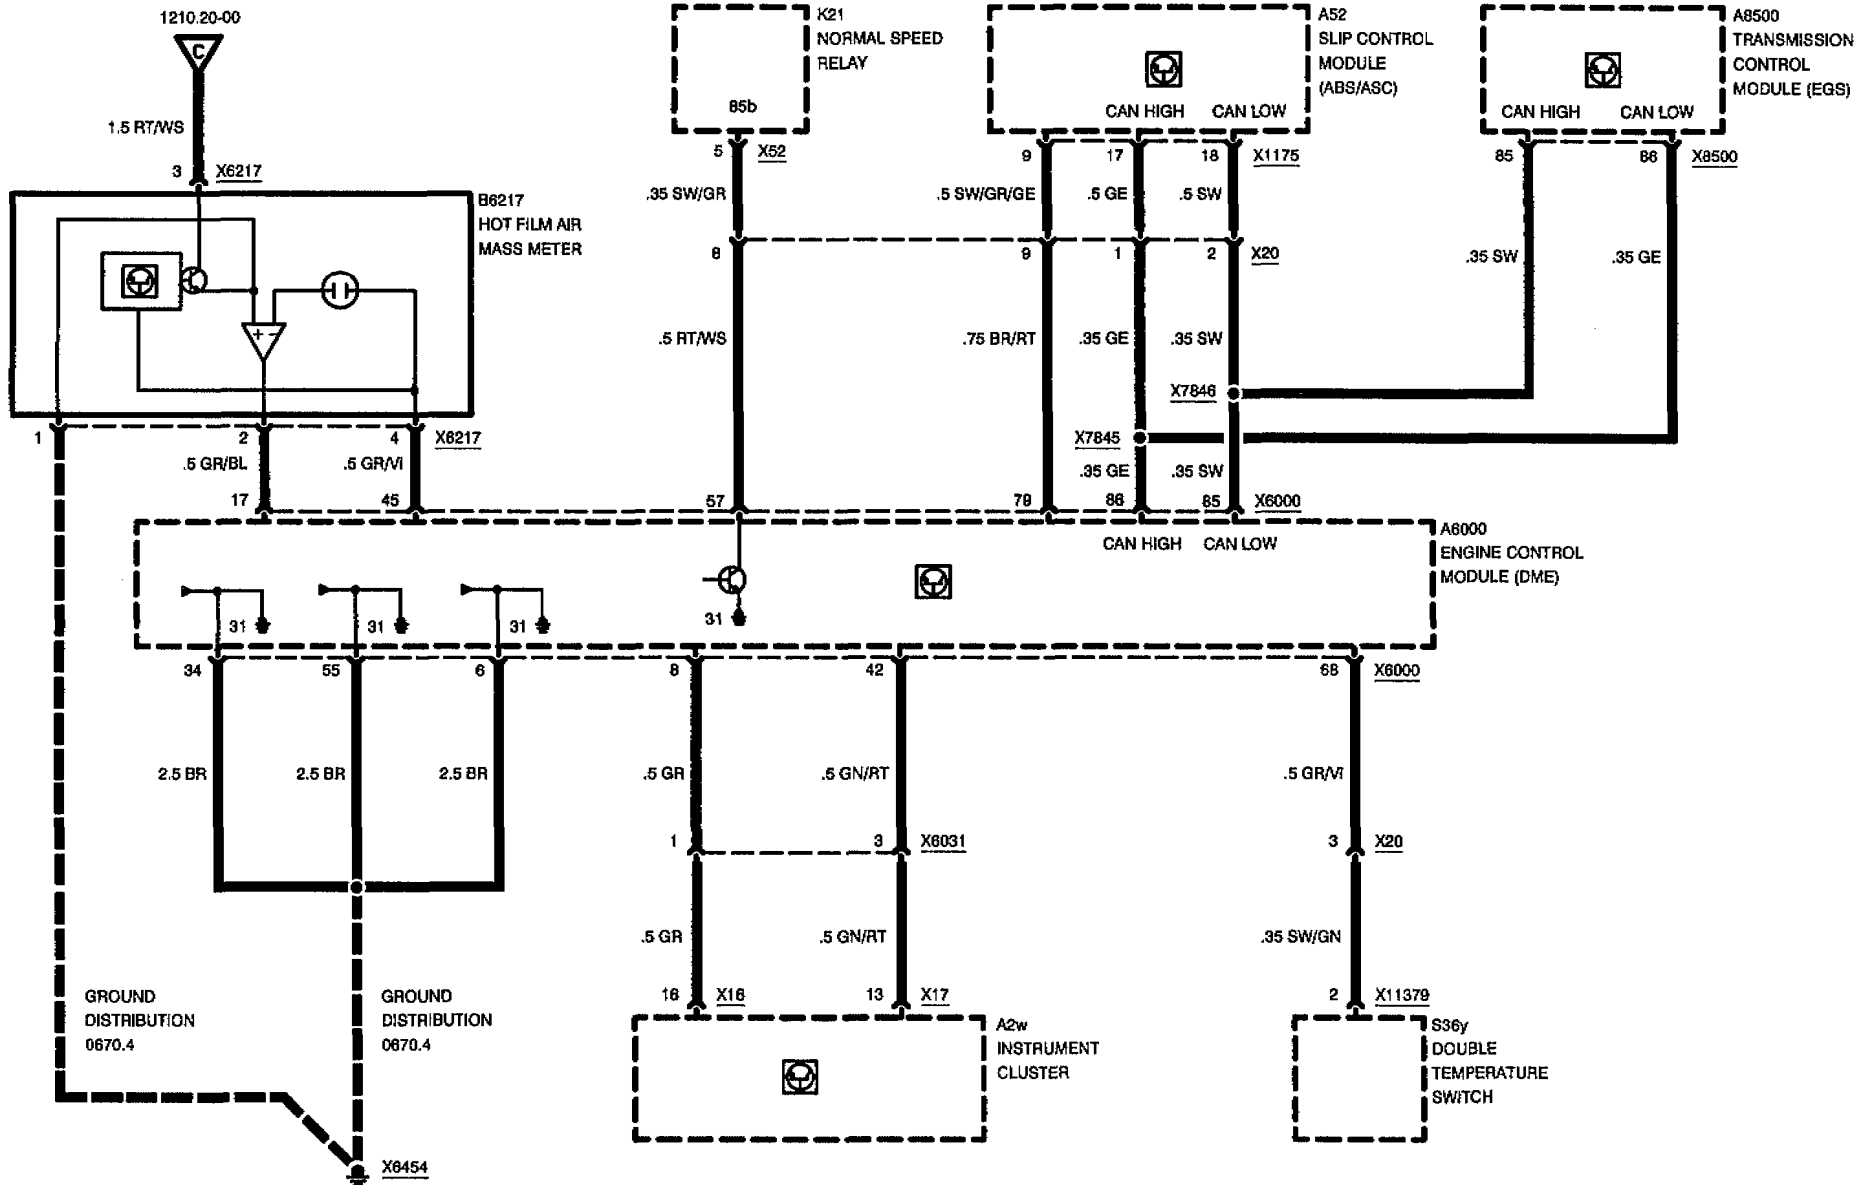 1210.20-00
C
1.5 RT/WS
3 X6217
B6217
HOT FILM AIR
MASS METER
+ -
1 2 4 X6217
.5 GR/BL .5 GR/VI
17 45
K21
NORMAL SPEED
RELAY
85b
5 X52
.35 SW/GR
8
.5 RT/WS
57
A52
SLIP CONTROL
MODULE
(ABS/ASC)
CAN HIGH CAN LOW
9 17 18 X1175
.5 SW/GR/GE .5 GE .5 SW
9 1 2 X20
.75 BR/RT .35 GE .35 SW
X7846
X7845
.35 GE .35 SW
79 86 85 X6000
A8500
TRANSMISSION
CONTROL
MODULE (EGS)
CAN HIGH CAN LOW
85 86 X8500
.35 SW .35 GE
CAN HIGH CAN LOW
A6000
ENGINE CONTROL
MODULE (DME)
31 31 31 31
34 55 6 8 42 68 X6000
2.5 BR 2.5 BR 2.5 BR .5 GR .5 GN/RT .5 GR/VI
1 3 X6031 3 X20
.5 GR .5 GN/RT .35 SW/GN
16 X16 13 X17 2 X11379
GROUND
DISTRIBUTION
0670.4
GROUND
DISTRIBUTION
0670.4
X6454
A2w
INSTRUMENT
CLUSTER
S36y
DOUBLE
TEMPERATURE
SWITCH